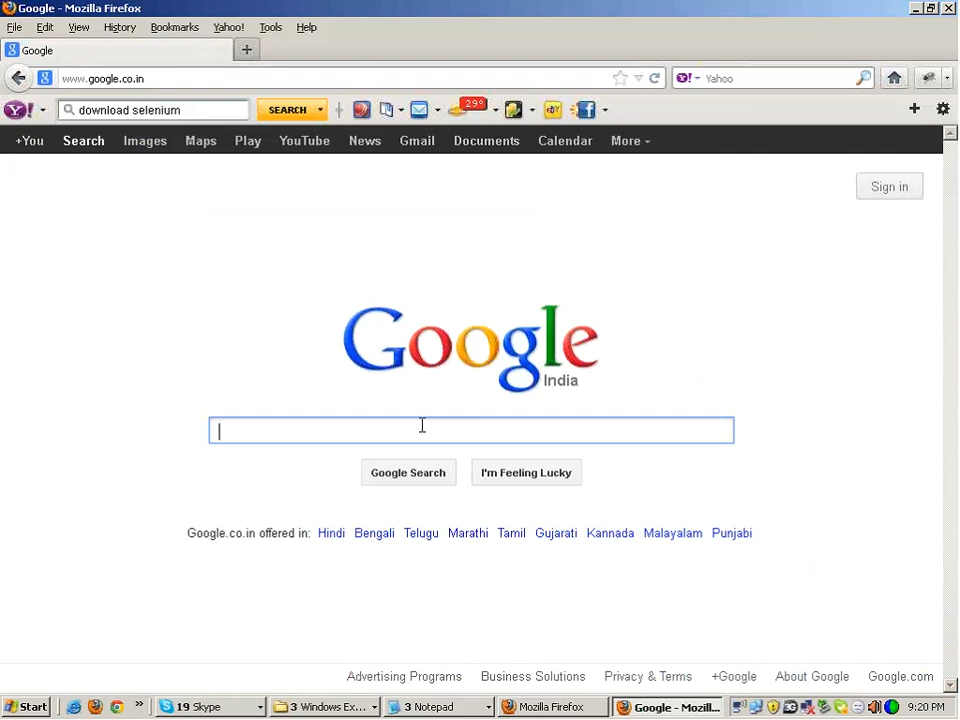 Google - Mozilla Firefox
File Edit View History Bookmarks Yahoo! Tools Help
Google
www.google.co.in
Yahoo
download selenium SEARCH 29°
+You Search Images Maps Play YouTube News Gmail Documents Calendar More
Sign in
Google
India
Google Search I'm Feeling Lucky
Google.co.in offered in: Hindi Bengali Telugu Marathi Tamil Gujarati Kannada Malayalam Punjabi
Advertising Programs Business Solutions Privacy & Terms +Google About Google Google.com
Start » 19 Skype 3 Windows Ex... 3 Notepad Mozilla Firefox Google - Mozill... 9:20 PM